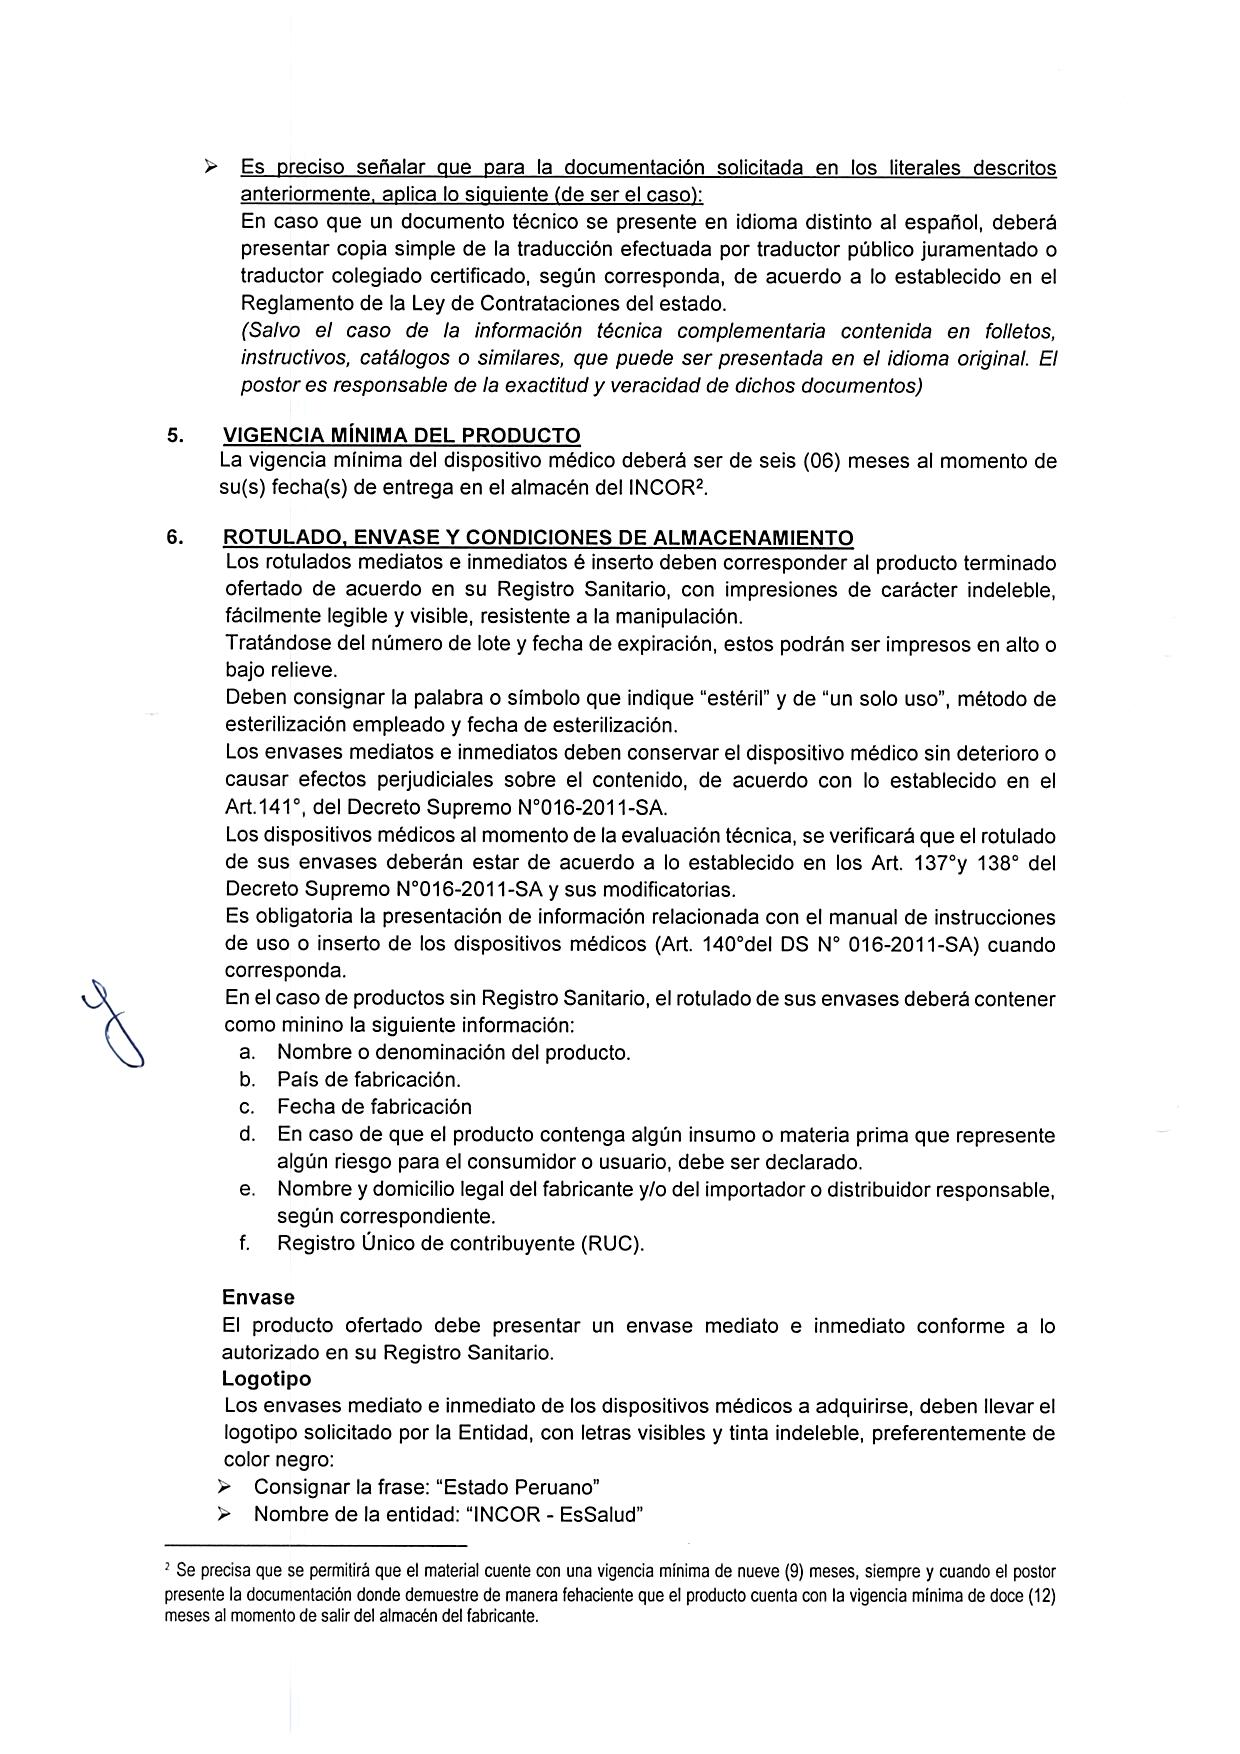 ➢ Es preciso señalar que para la documentación solicitada en los literales descritos
anteriormente, aplica lo siguiente (de ser el caso):
En caso que un documento técnico se presente en idioma distinto al español, deberá
presentar copia simple de la traducción efectuada por traductor público juramentado o
traductor colegiado certificado, según corresponda, de acuerdo a lo establecido en el
Reglamento de la Ley de Contrataciones del estado.
(Salvo el caso de la información técnica complementaria contenida en folletos,
instructivos, catálogos o similares, que puede ser presentada en el idioma original. El
postor es responsable de la exactitud y veracidad de dichos documentos)
5. VIGENCIA MÍNIMA DEL PRODUCTO
La vigencia mínima del dispositivo médico deberá ser de seis (06) meses al momento de
su(s) fecha(s) de entrega en el almacén del INCOR².
6. ROTULADO, ENVASE Y CONDICIONES DE ALMACENAMIENTO
Los rotulados mediatos e inmediatos é inserto deben corresponder al producto terminado
ofertado de acuerdo en su Registro Sanitario, con impresiones de carácter indeleble,
fácilmente legible y visible, resistente a la manipulación.
Tratándose del número de lote y fecha de expiración, estos podrán ser impresos en alto o
bajo relieve.
Deben consignar la palabra o símbolo que indique “estéril” y de “un solo uso”, método de
esterilización empleado y fecha de esterilización.
Los envases mediatos e inmediatos deben conservar el dispositivo médico sin deterioro o
causar efectos perjudiciales sobre el contenido, de acuerdo con lo establecido en el
Art.141°, del Decreto Supremo N°016-2011-SA.
Los dispositivos médicos al momento de la evaluación técnica, se verificará que el rotulado
de sus envases deberán estar de acuerdo a lo establecido en los Art. 137°y 138° del
Decreto Supremo N°016-2011-SA y sus modificatorias.
Es obligatoria la presentación de información relacionada con el manual de instrucciones
de uso o inserto de los dispositivos médicos (Art. 140°del DS N° 016-2011-SA) cuando
corresponda.
En el caso de productos sin Registro Sanitario, el rotulado de sus envases deberá contener
como minino la siguiente información:
a. Nombre o denominación del producto.
b. País de fabricación.
c. Fecha de fabricación
d. En caso de que el producto contenga algún insumo o materia prima que represente
algún riesgo para el consumidor o usuario, debe ser declarado.
e. Nombre y domicilio legal del fabricante y/o del importador o distribuidor responsable,
según correspondiente.
f. Registro Único de contribuyente (RUC).
Envase
El producto ofertado debe presentar un envase mediato e inmediato conforme a lo
autorizado en su Registro Sanitario.
Logotipo
Los envases mediato e inmediato de los dispositivos médicos a adquirirse, deben llevar el
logotipo solicitado por la Entidad, con letras visibles y tinta indeleble, preferentemente de
color negro:
➢ Consignar la frase: “Estado Peruano”
➢ Nombre de la entidad: “INCOR - EsSalud”
² Se precisa que se permitirá que el material cuente con una vigencia mínima de nueve (9) meses, siempre y cuando el postor
presente la documentación donde demuestre de manera fehaciente que el producto cuenta con la vigencia mínima de doce (12)
meses al momento de salir del almacén del fabricante.